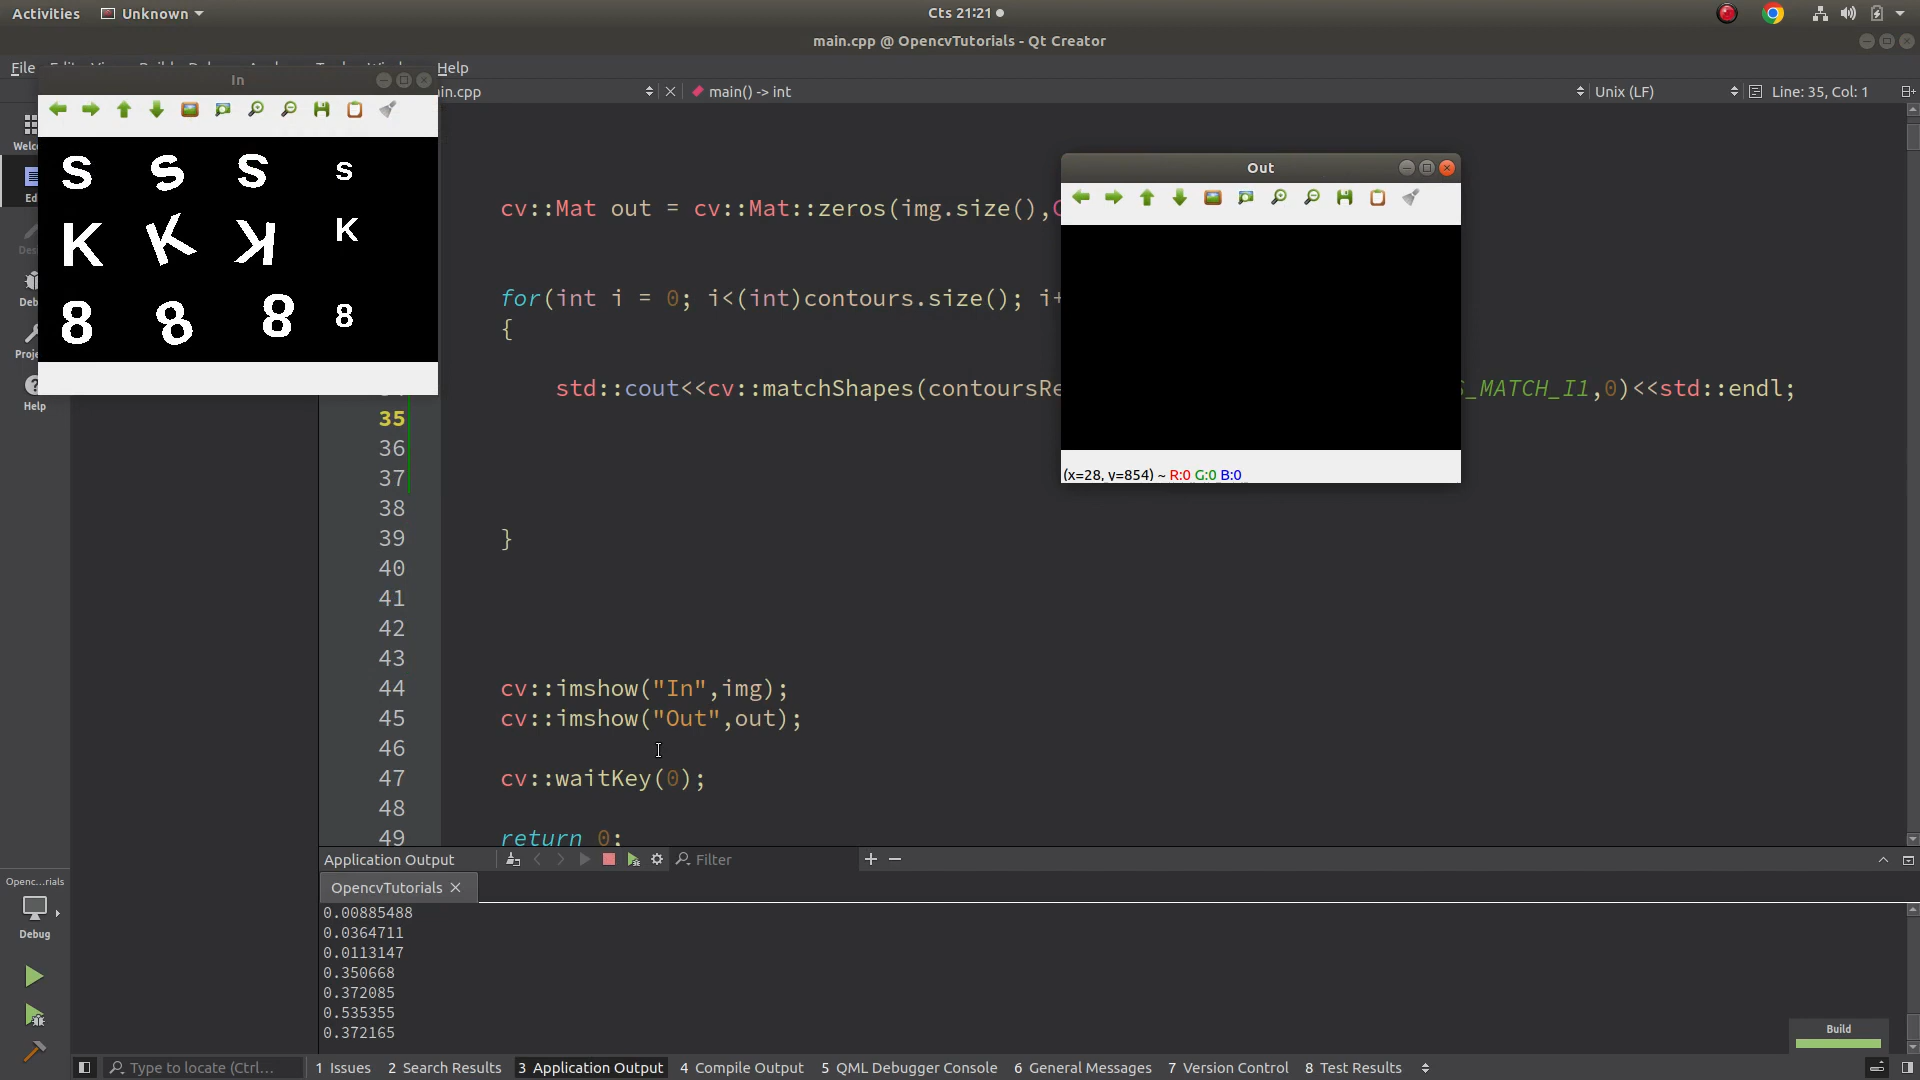 Activities Unknown Cts 21:21
main.cpp @ OpencvTutorials - Qt Creator
File Help
In
in.cpp main() -> int Unix (LF) Line: 35, Col: 1
S S S S
K K K K
8 8 8 8
Out
(x=28, y=854) ~ R:0 G:0 B:0
cv::Mat out = cv::Mat::zeros(img.size(),C
for(int i = 0; i<(int)contours.size(); i+
{
std::cout<<cv::matchShapes(contoursRe S_MATCH_I1,0)<<std::endl;
35
36
37
38
39 }
40
41
42
43
44 cv::imshow("In",img);
45 cv::imshow("Out",out);
46
47 cv::waitKey(0);
48
49 return 0;
Welc
Ed
Deb
Proje
Help
Openc...rials
Debug
Application Output Filter
OpencvTutorials
0.00885488
0.0364711
0.0113147
0.350668
0.372085
0.535355
0.372165
Build
Type to locate (Ctrl... 1 Issues 2 Search Results 3 Application Output 4 Compile Output 5 QML Debugger Console 6 General Messages 7 Version Control 8 Test Results